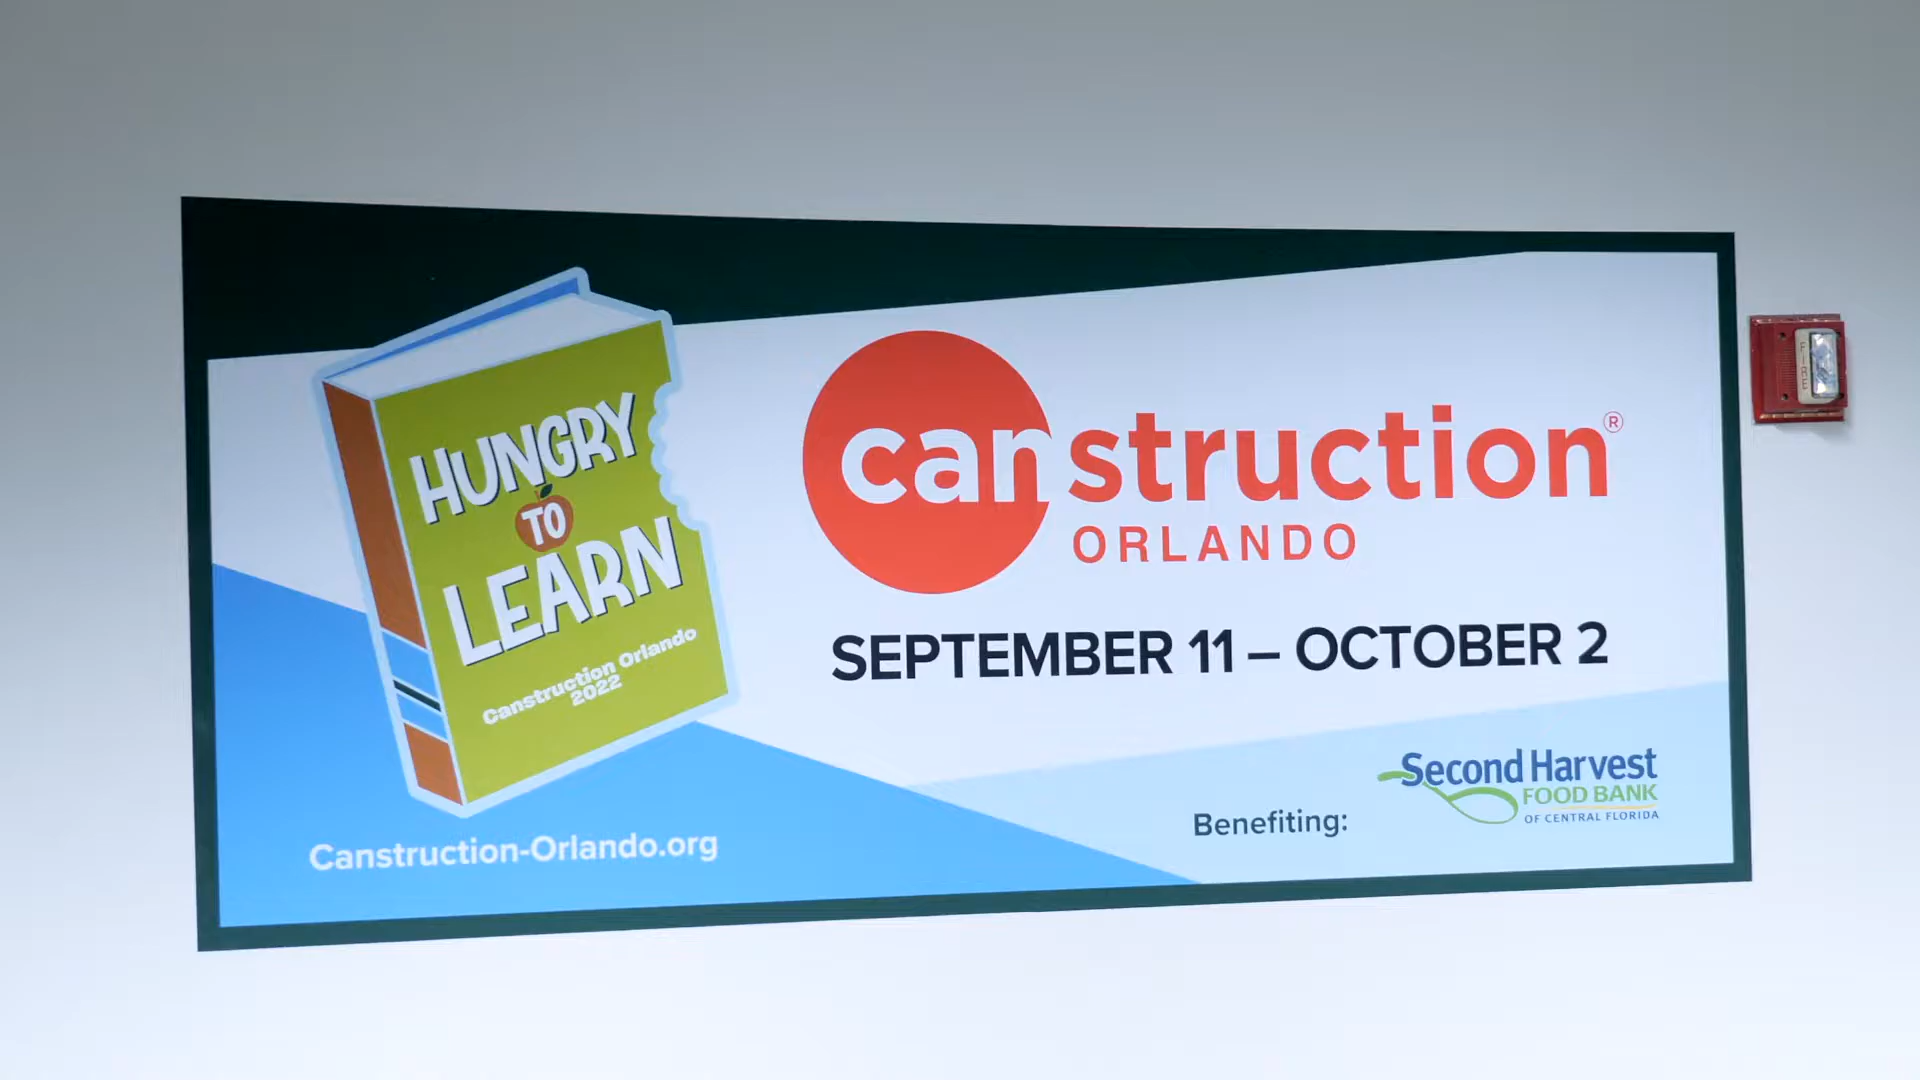 HUNGRY
TO
LEARN
Canstruction Orlando
2022
Canstruction-Orlando.org
canstruction®
ORLANDO
SEPTEMBER 11 – OCTOBER 2
Benefiting:
Second Harvest
FOOD BANK
OF CENTRAL FLORIDA
FIRE